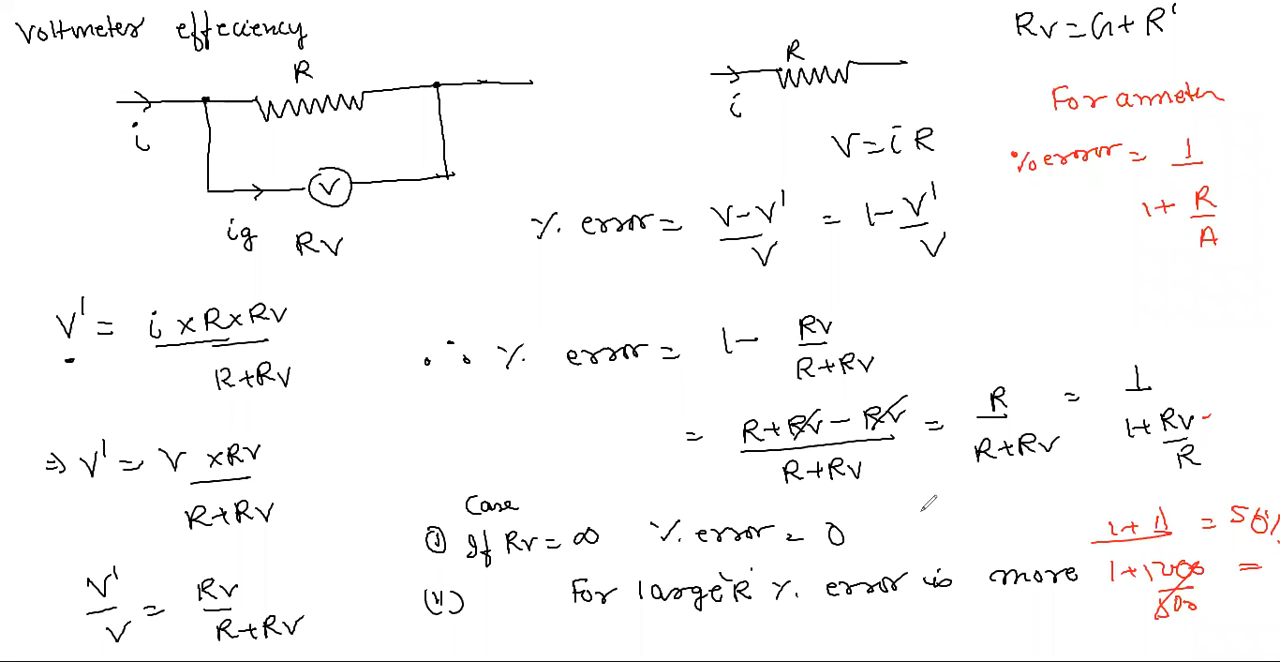 Voltmeter effeciency
R
i
V
ig
RV
R
i
V = iR
RV = G + R'
For ammeter
% error = 1 / (1 + R/A)
% error = (V - V') / V = 1 - V'/V
V' = (i × R × RV) / (R + RV)
⇒ V' = V × RV / (R + RV)
V'/V = RV / (R + RV)
∴ % error = 1 - RV / (R + RV)
= (R + RV - RV) / (R + RV) = R / (R + RV) = 1 / (1 + RV/R)
Case
(i) If RV = ∞ % error = 0
(ii) For large 'R' % error is more
= 50%